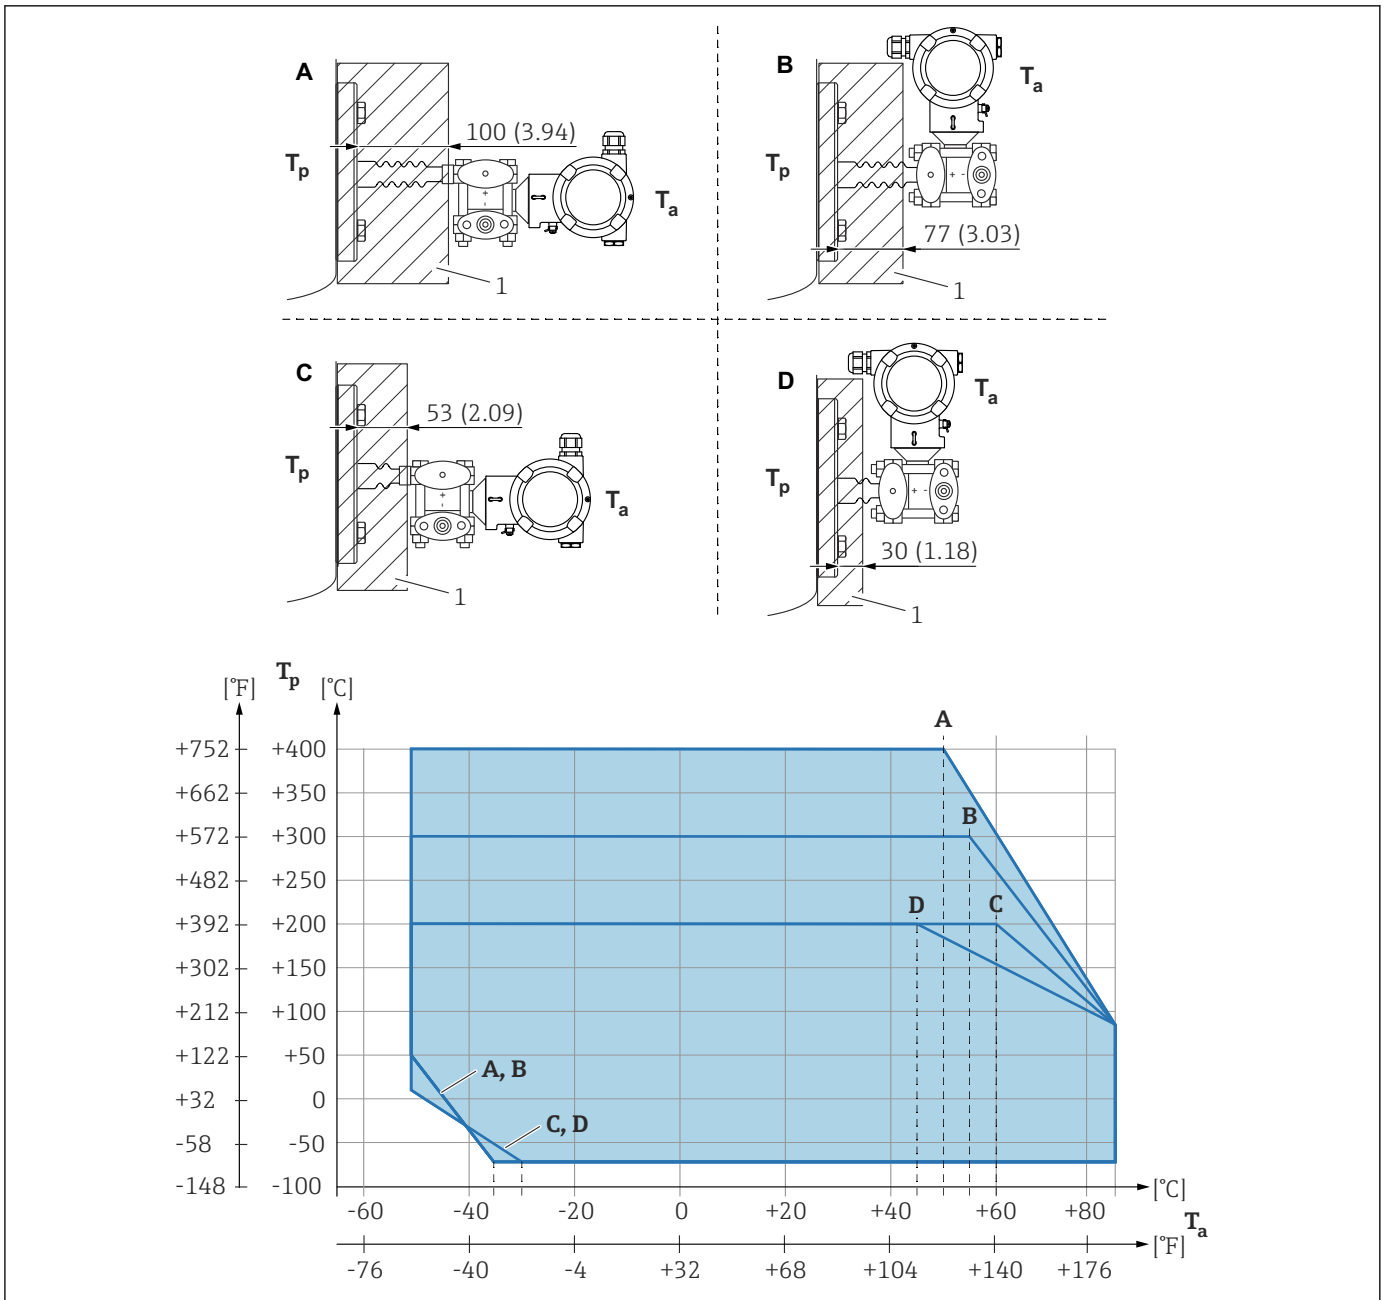 A
100 (3.94)
Tp
Ta
1
B
Ta
Tp
77 (3.03)
1
C
53 (2.09)
Tp
Ta
1
D
Ta
Tp
30 (1.18)
1
[°F] Tp [°C]
A
+752 +400
+662 +350
B
+572 +300
+482 +250
D C
+392 +200
+302 +150
+212 +100
+122 +50
A, B
+32 0
C, D
-58 -50
-148 -100
[°C]
-60 -40 -20 0 +20 +40 +60 +80
Ta
[°F]
-76 -40 -4 +32 +68 +104 +140 +176